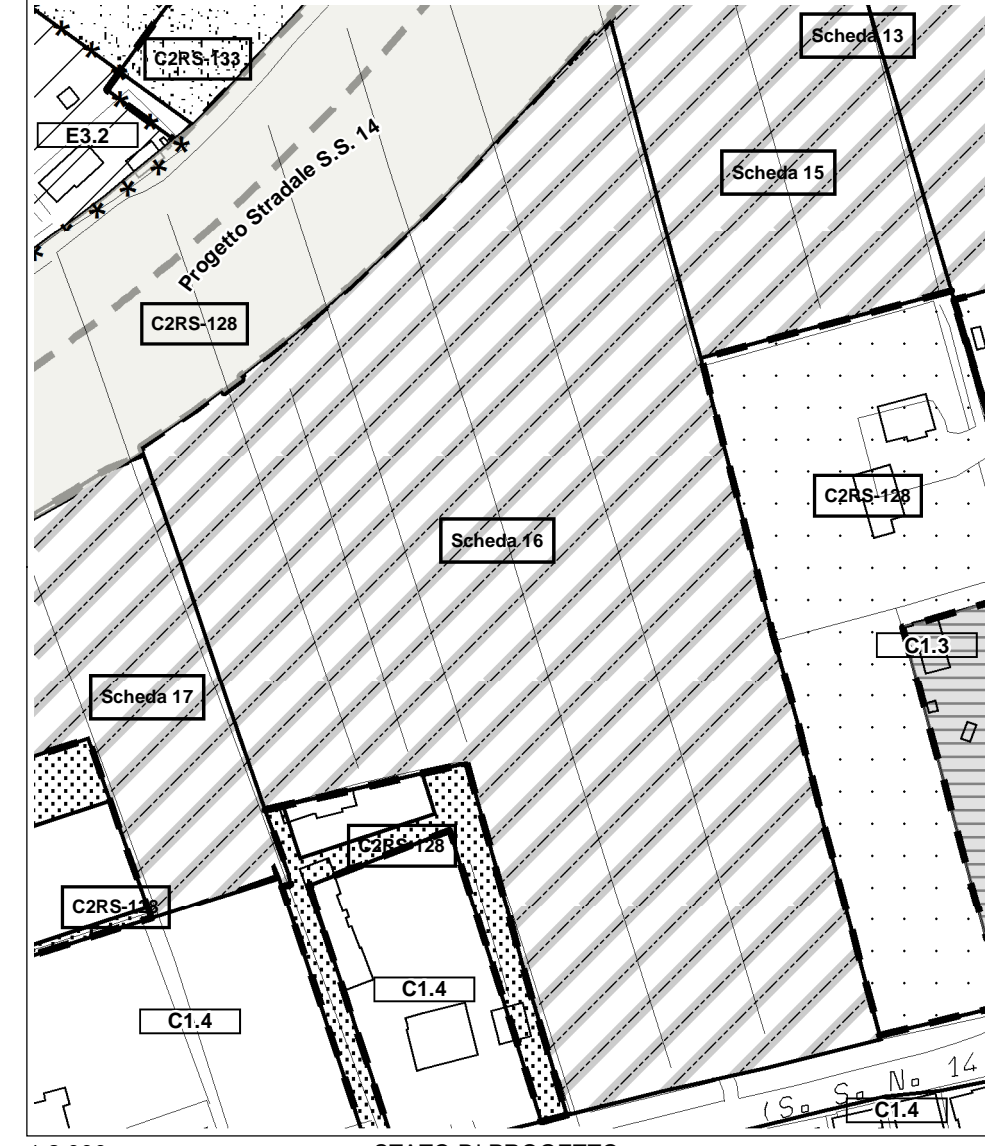 Scheda 13
C2RS-133
E3.2
Progetto Stradale S.S. 14
Scheda 15
C2RS-128
C2RS-128
Scheda 16
C1.3
Scheda 17
C2RS-128
C2RS-128
C1.4
C1.4
(S. S. N. 14
C1.4
STATO DI PROGETTO